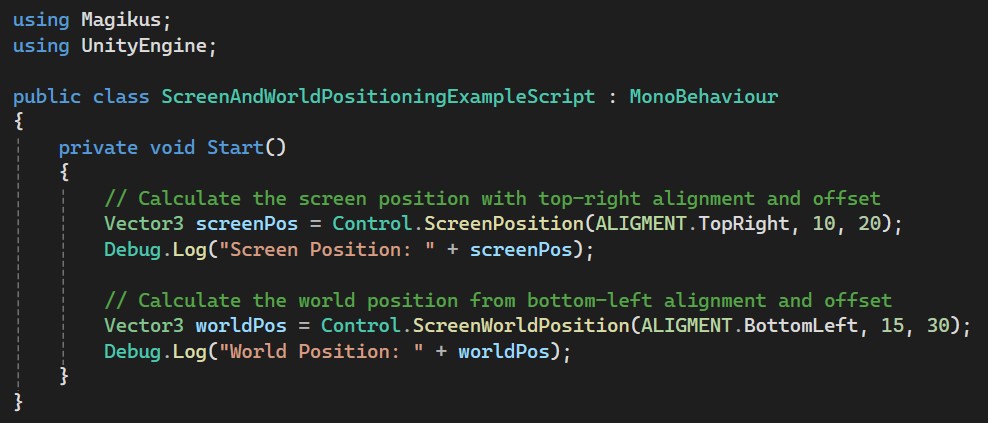 using Magikus;
using UnityEngine;

public class ScreenAndWorldPositioningExampleScript : MonoBehaviour
{
    private void Start()
    {
        // Calculate the screen position with top-right alignment and offset
        Vector3 screenPos = Control.ScreenPosition(ALIGMENT.TopRight, 10, 20);
        Debug.Log("Screen Position: " + screenPos);

        // Calculate the world position from bottom-left alignment and offset
        Vector3 worldPos = Control.ScreenWorldPosition(ALIGMENT.BottomLeft, 15, 30);
        Debug.Log("World Position: " + worldPos);
    }
}